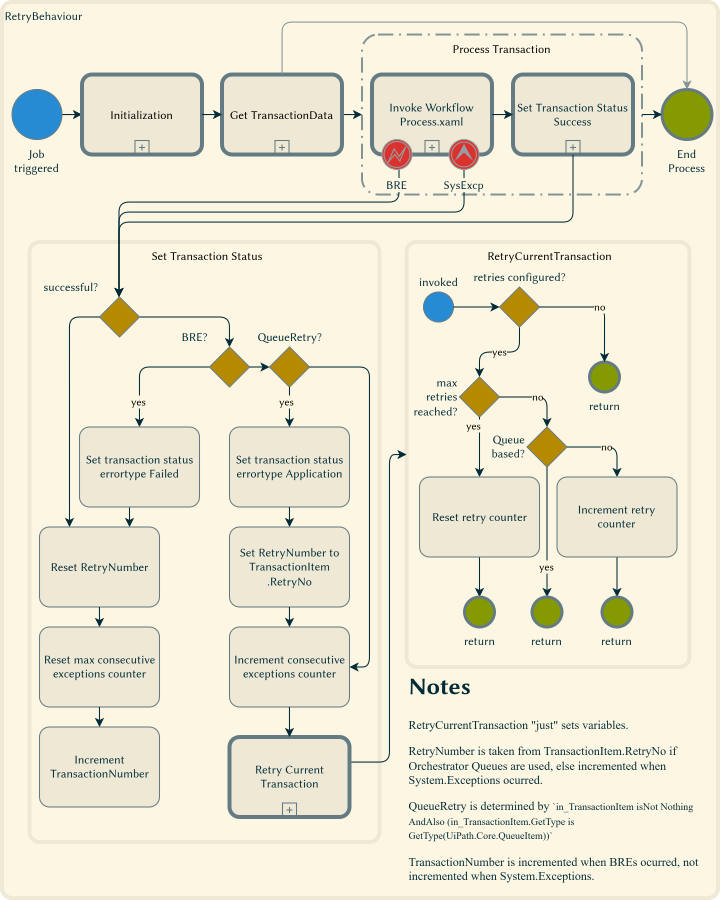 RetryBehaviour
Process Transaction
Initialization
Get TransactionData
Invoke Workflow
Process.xaml
Set Transaction Status
Success
Job
triggered
BRE
SysExcp
End
Process
Set Transaction Status
successful?
BRE?
QueueRetry?
yes
yes
Set transaction status
errortype Failed
Set transaction status
errortype Application
Reset RetryNumber
Set RetryNumber to
TransactionItem
.RetryNo
Reset max consecutive
exceptions counter
Increment consecutive
exceptions counter
Increment
TransactionNumber
Retry Current
Transaction
RetryCurrentTransaction
invoked
retries configured?
no
yes
return
max
retries
reached?
no
yes
Queue
based?
no
Reset retry counter
Increment retry
counter
yes
return
return
return
Notes
RetryCurrentTransaction "just" sets variables.
RetryNumber is taken from TransactionItem.RetryNo if
Orchestrator Queues are used, else incremented when
System.Exceptions ocurred.
QueueRetry is determined by `in_TransactionItem isNot Nothing
AndAlso (in_TransactionItem.GetType is
GetType(UiPath.Core.QueueItem))`
TransactionNumber is incremented when BREs ocurred, not
incremented when System.Exceptions.